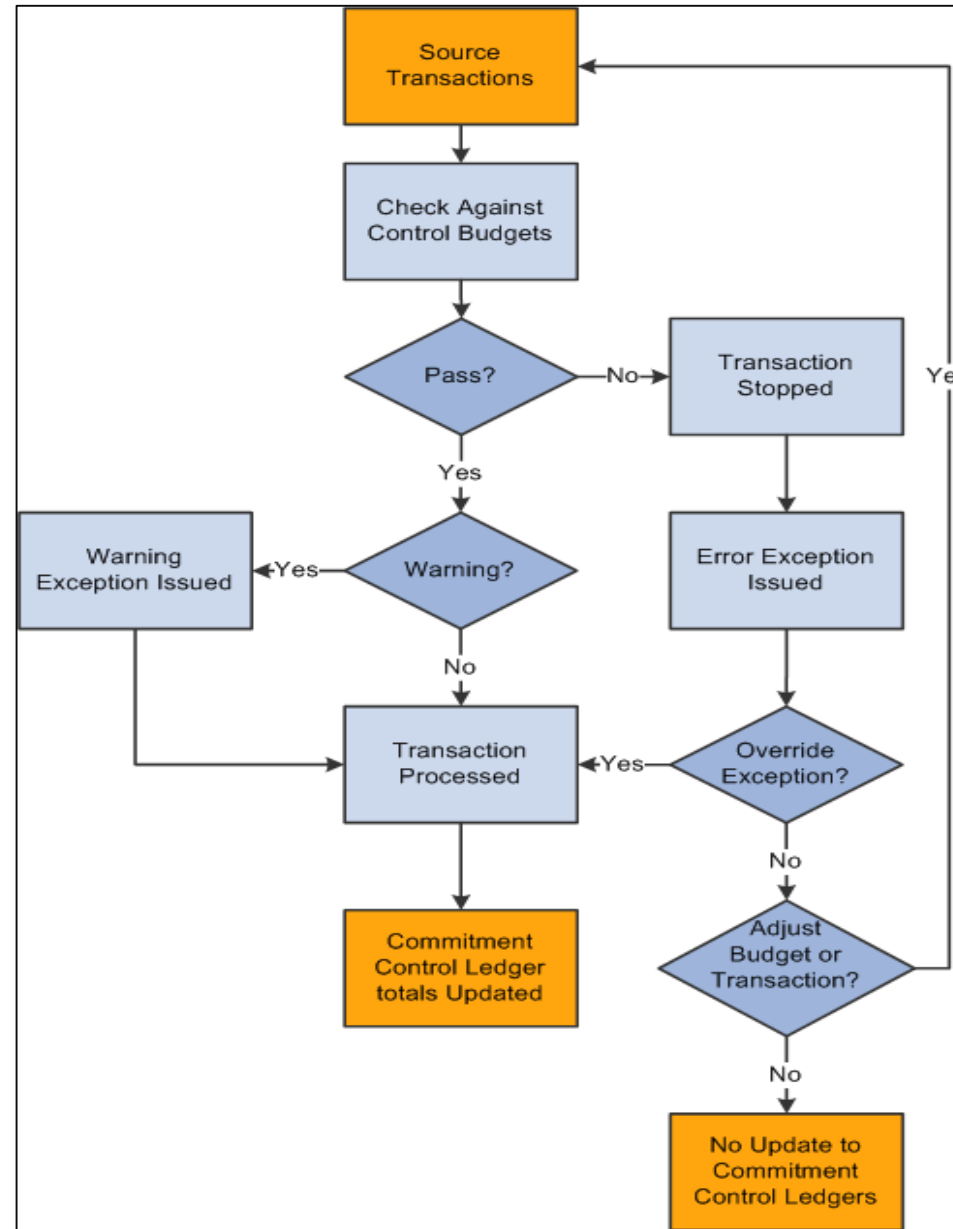 Source
Transactions
Check Against
Control Budgets
Pass?
No
Transaction
Stopped
Ye
Yes
Warning
Exception Issued
Yes
Warning?
Error Exception
Issued
No
Transaction
Processed
Yes
Override
Exception?
No
Commitment
Control Ledger
totals Updated
Adjust
Budget or
Transaction?
No
No Update to
Commitment
Control Ledgers